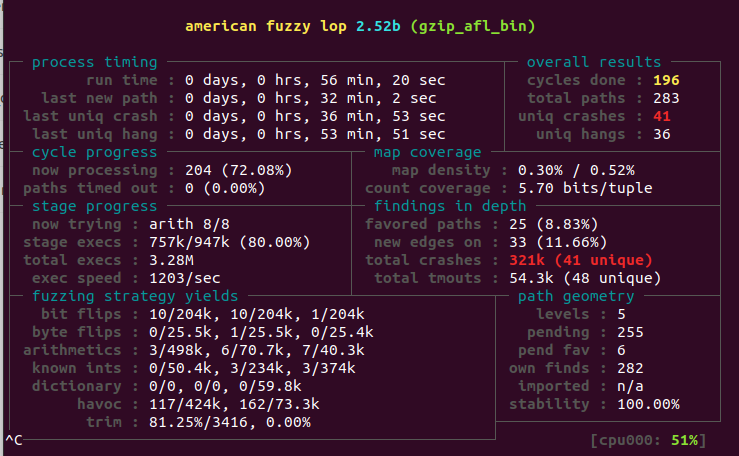 american fuzzy lop 2.52b (gzip_afl_bin)
process timing overall results
run time : 0 days, 0 hrs, 56 min, 20 sec cycles done : 196
last new path : 0 days, 0 hrs, 32 min, 2 sec total paths : 283
last uniq crash : 0 days, 0 hrs, 36 min, 53 sec uniq crashes : 41
last uniq hang : 0 days, 0 hrs, 53 min, 51 sec uniq hangs : 36
cycle progress map coverage
now processing : 204 (72.08%) map density : 0.30% / 0.52%
paths timed out : 0 (0.00%) count coverage : 5.70 bits/tuple
stage progress findings in depth
now trying : arith 8/8 favored paths : 25 (8.83%)
stage execs : 757k/947k (80.00%) new edges on : 33 (11.66%)
total execs : 3.28M total crashes : 321k (41 unique)
exec speed : 1203/sec total tmouts : 54.3k (48 unique)
fuzzing strategy yields path geometry
bit flips : 10/204k, 10/204k, 1/204k levels : 5
byte flips : 0/25.5k, 1/25.5k, 0/25.4k pending : 255
arithmetics : 3/498k, 6/70.7k, 7/40.3k pend fav : 6
known ints : 0/50.4k, 3/234k, 3/374k own finds : 282
dictionary : 0/0, 0/0, 0/59.8k imported : n/a
havoc : 117/424k, 162/73.3k stability : 100.00%
trim : 81.25%/3416, 0.00%
^C [cpu000: 51%]